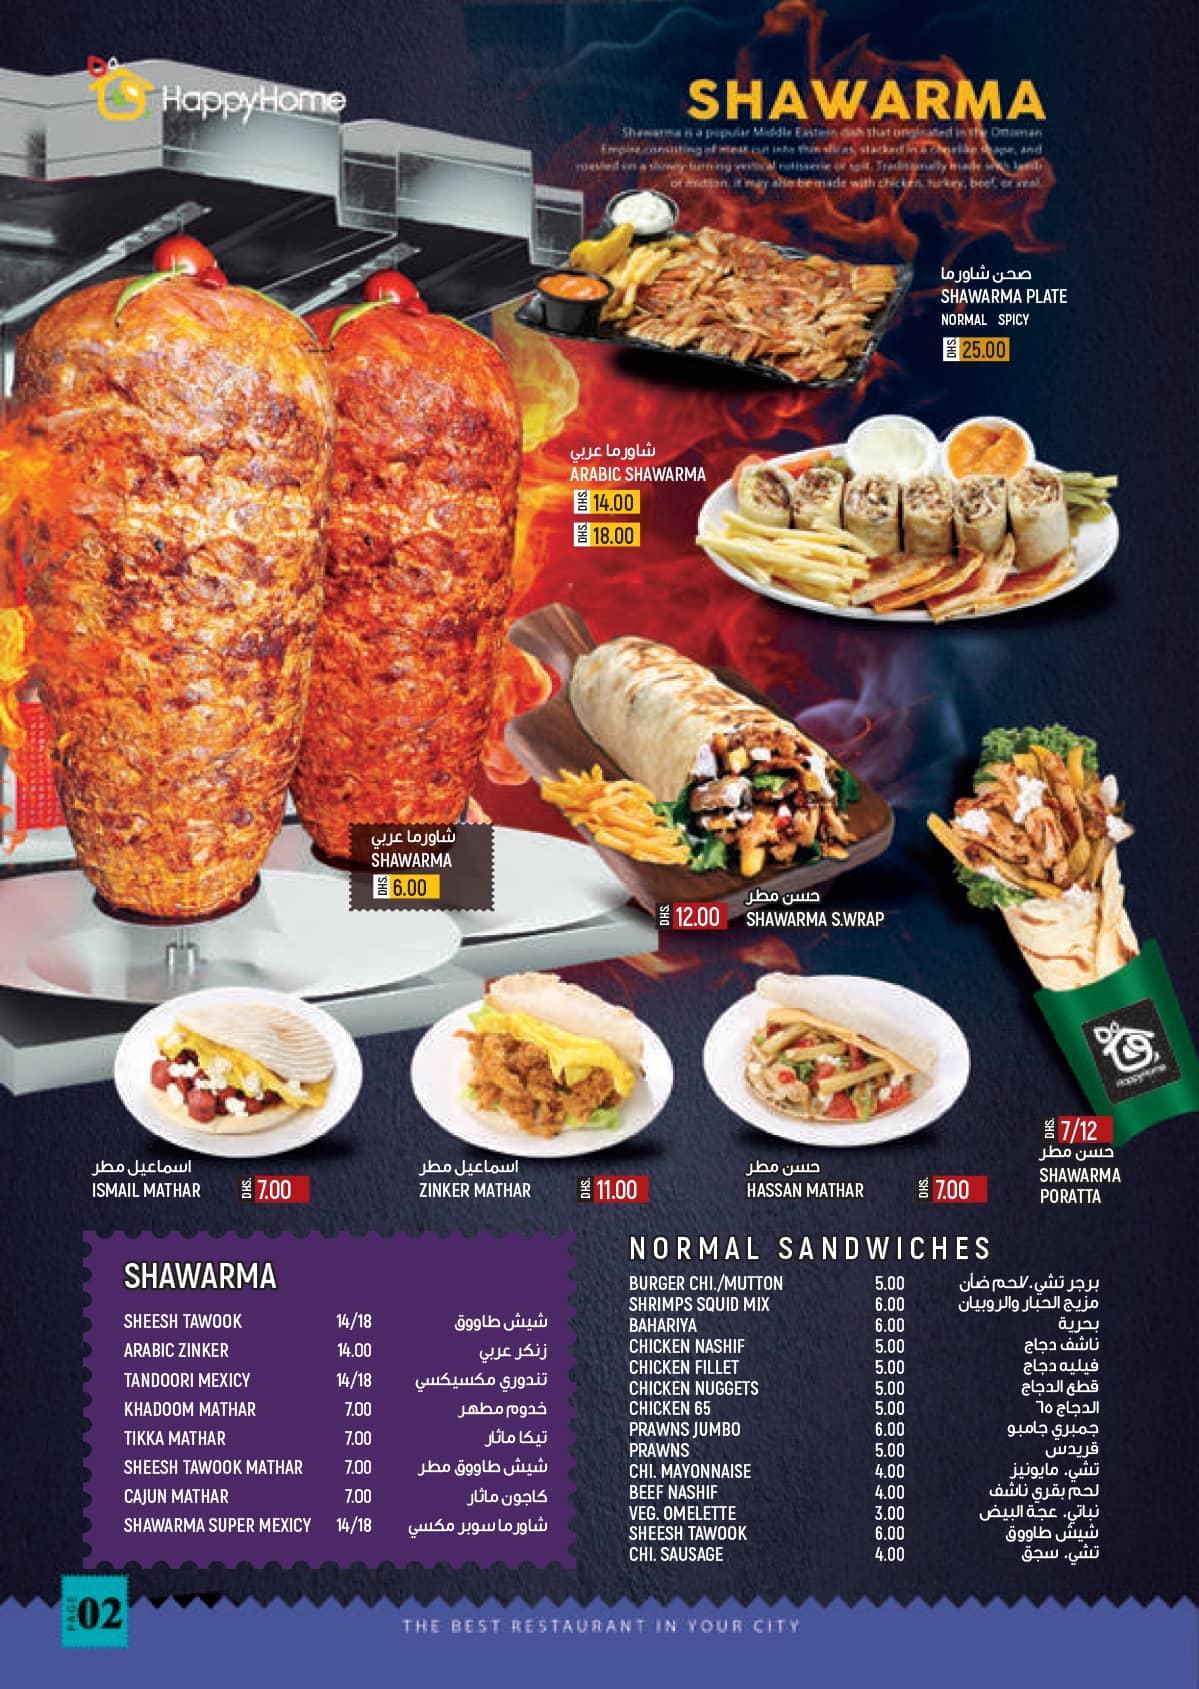 HappyHome
SHAWARMA
Shawarma is a popular Middle Eastern dish that originated in the Ottoman
Empire, consisting of meat cut into thin slices, stacked in a conelike shape, and
roasted on a slowly-turning vertical rotisserie or spit. Traditionally made with lamb
or mutton, it may also be made with chicken, turkey, beef, or veal.
صحن شاورما
SHAWARMA PLATE
NORMAL SPICY
DHS. 25.00
شاورما عربي
ARABIC SHAWARMA
DHS. 14.00
DHS. 18.00
شاورما عربي
SHAWARMA
DHS. 6.00
حسن مطر
DHS. 12.00 SHAWARMA S.WRAP
HappyHome
DHS. 7/12
حسن مطر
SHAWARMA
PORATTA
اسماعيل مطر
ISMAIL MATHAR DHS. 7.00
اسماعيل مطر
ZINKER MATHAR DHS. 11.00
حسن مطر
HASSAN MATHAR DHS. 7.00
SHAWARMA
SHEESH TAWOOK 14/18 شيش طاووق
ARABIC ZINKER 14.00 زنكر عربي
TANDOORI MEXICY 14/18 تندوري مكسيكسي
KHADOOM MATHAR 7.00 خدوم مطهر
TIKKA MATHAR 7.00 تيكا ماثار
SHEESH TAWOOK MATHAR 7.00 شيش طاووق مطر
CAJUN MATHAR 7.00 كاجون ماثار
SHAWARMA SUPER MEXICY 14/18 شاورما سوبر مكسي
NORMAL SANDWICHES
BURGER CHI./MUTTON 5.00 برجر تشي./لحم ضأن
SHRIMPS SQUID MIX 6.00 مزيج الحبار والروبيان
BAHARIYA 6.00 بحرية
CHICKEN NASHIF 5.00 ناشف دجاج
CHICKEN FILLET 5.00 فيليه دجاج
CHICKEN NUGGETS 5.00 قطع الدجاج
CHICKEN 65 5.00 الدجاج ٦٥
PRAWNS JUMBO 6.00 جمبري جامبو
PRAWNS 5.00 قريدس
CHI. MAYONNAISE 4.00 تشي. مايونيز
BEEF NASHIF 4.00 لحم بقري ناشف
VEG. OMELETTE 3.00 نباتي. عجة البيض
SHEESH TAWOOK 6.00 شيش طاووق
CHI. SAUSAGE 4.00 تشي. سجق
PAGE 02
THE BEST RESTAURANT IN YOUR CITY